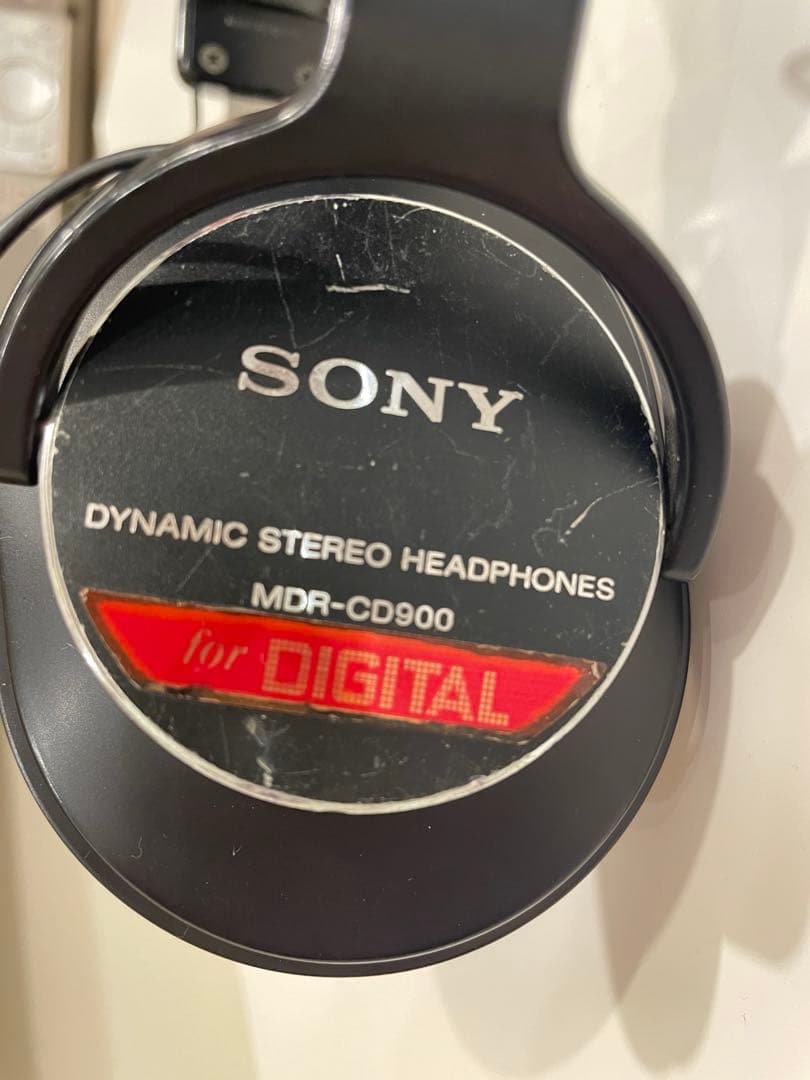 SONY
DYNAMIC STEREO HEADPHONES
MDR-CD900
for DIGITAL